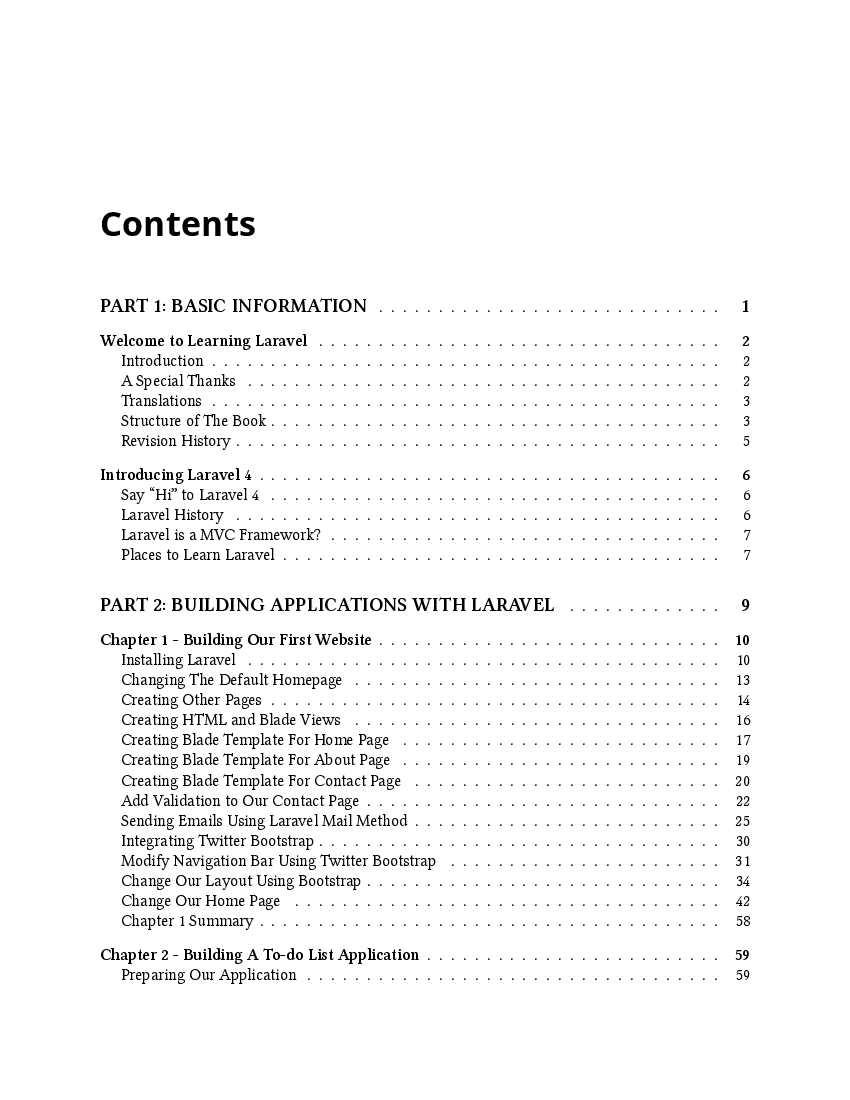 Contents
PART 1: BASIC INFORMATION . . . . . . . . . . . . . . . . . . . . . . . . . . . . . 1
Welcome to Learning Laravel . . . . . . . . . . . . . . . . . . . . . . . . . . . . . . . . . . 2
Introduction . . . . . . . . . . . . . . . . . . . . . . . . . . . . . . . . . . . . . . . . . . . 2
A Special Thanks . . . . . . . . . . . . . . . . . . . . . . . . . . . . . . . . . . . . . . . . 2
Translations . . . . . . . . . . . . . . . . . . . . . . . . . . . . . . . . . . . . . . . . . . . 3
Structure of The Book . . . . . . . . . . . . . . . . . . . . . . . . . . . . . . . . . . . . . . 3
Revision History . . . . . . . . . . . . . . . . . . . . . . . . . . . . . . . . . . . . . . . . . 5
Introducing Laravel 4 . . . . . . . . . . . . . . . . . . . . . . . . . . . . . . . . . . . . . . . 6
Say “Hi” to Laravel 4 . . . . . . . . . . . . . . . . . . . . . . . . . . . . . . . . . . . . . . 6
Laravel History . . . . . . . . . . . . . . . . . . . . . . . . . . . . . . . . . . . . . . . . . 6
Laravel is a MVC Framework? . . . . . . . . . . . . . . . . . . . . . . . . . . . . . . . . . 7
Places to Learn Laravel . . . . . . . . . . . . . . . . . . . . . . . . . . . . . . . . . . . . . 7
PART 2: BUILDING APPLICATIONS WITH LARAVEL . . . . . . . . . . . . . 9
Chapter 1 - Building Our First Website . . . . . . . . . . . . . . . . . . . . . . . . . . . . . 10
Installing Laravel . . . . . . . . . . . . . . . . . . . . . . . . . . . . . . . . . . . . . . . . 10
Changing The Default Homepage . . . . . . . . . . . . . . . . . . . . . . . . . . . . . . . 13
Creating Other Pages . . . . . . . . . . . . . . . . . . . . . . . . . . . . . . . . . . . . . . 14
Creating HTML and Blade Views . . . . . . . . . . . . . . . . . . . . . . . . . . . . . . . 16
Creating Blade Template For Home Page . . . . . . . . . . . . . . . . . . . . . . . . . . . 17
Creating Blade Template For About Page . . . . . . . . . . . . . . . . . . . . . . . . . . . 19
Creating Blade Template For Contact Page . . . . . . . . . . . . . . . . . . . . . . . . . . 20
Add Validation to Our Contact Page . . . . . . . . . . . . . . . . . . . . . . . . . . . . . . 22
Sending Emails Using Laravel Mail Method . . . . . . . . . . . . . . . . . . . . . . . . . . 25
Integrating Twitter Bootstrap . . . . . . . . . . . . . . . . . . . . . . . . . . . . . . . . . . 30
Modify Navigation Bar Using Twitter Bootstrap . . . . . . . . . . . . . . . . . . . . . . . 31
Change Our Layout Using Bootstrap . . . . . . . . . . . . . . . . . . . . . . . . . . . . . . 34
Change Our Home Page . . . . . . . . . . . . . . . . . . . . . . . . . . . . . . . . . . . . 42
Chapter 1 Summary . . . . . . . . . . . . . . . . . . . . . . . . . . . . . . . . . . . . . . . 58
Chapter 2 - Building A To-do List Application . . . . . . . . . . . . . . . . . . . . . . . . . 59
Preparing Our Application . . . . . . . . . . . . . . . . . . . . . . . . . . . . . . . . . . . 59